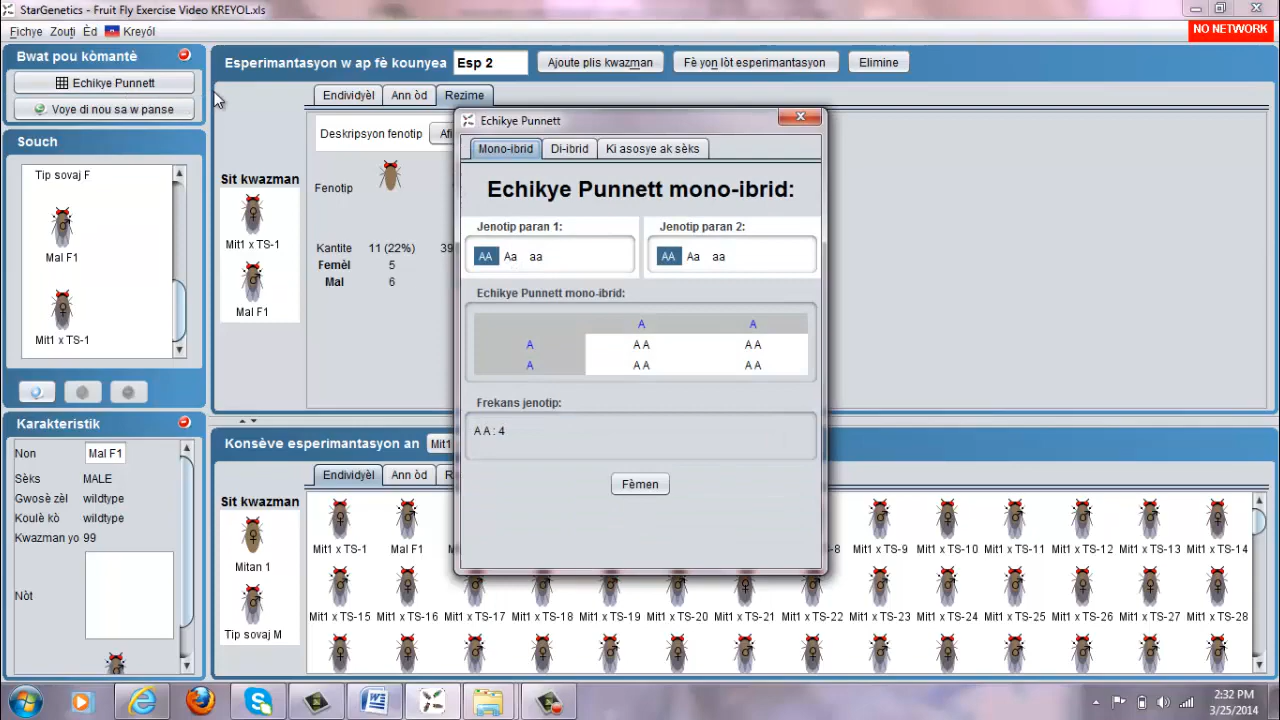 StarGenetics - Fruit Fly Exercise Video KREYOL.xls
Fichye Zouti Èd Kreyól
NO NETWORK
Bwat pou kòmantè
Echikye Punnett
Voye di nou sa w panse
Souch
Tip sovaj F
Mal F1
Mit1 x TS-1
Karakteristik
Non Mal F1
Sèks MALE
Gwosè zèl wildtype
Koulè kò wildtype
Kwazman yo 99
Nòt
Esperimantasyon w ap fè kounyea Esp 2 Ajoute plis kwazman Fè yon lòt esperimantasyon Elimine
Endividyèl Ann òd Rezime
Sit kwazman
Mit1 x TS-1
Mal F1
Deskripsyon fenotip Afi
Fenotip
Kantite 11 (22%) 39
Femèl 5
Mal 6
Echikye Punnett
Mono-ibrid Di-ibrid Ki asosye ak sèks
Echikye Punnett mono-ibrid:
Jenotip paran 1: Jenotip paran 2:
AA Aa aa AA Aa aa
Echikye Punnett mono-ibrid:
A A
A A A A A
A A A A A
Frekans jenotip:
A A : 4
Fèmen
Konsève esperimantasyon an Mit1
Endividyèl Ann òd R
Sit kwazman
Mitan 1
Tip sovaj M
Mit1 x TS-1 Mal F1 -8 Mit1 x TS-9 Mit1 x TS-10 Mit1 x TS-11 Mit1 x TS-12 Mit1 x TS-13 Mit1 x TS-14
Mit1 x TS-15 Mit1 x TS-16 Mit1 x TS-17 Mit1 x TS-18 Mit1 x TS-19 Mit1 x TS-20 Mit1 x TS-21 Mit1 x TS-22 Mit1 x TS-23 Mit1 x TS-24 Mit1 x TS-25 Mit1 x TS-26 Mit1 x TS-27 Mit1 x TS-28
2:32 PM
3/25/2014